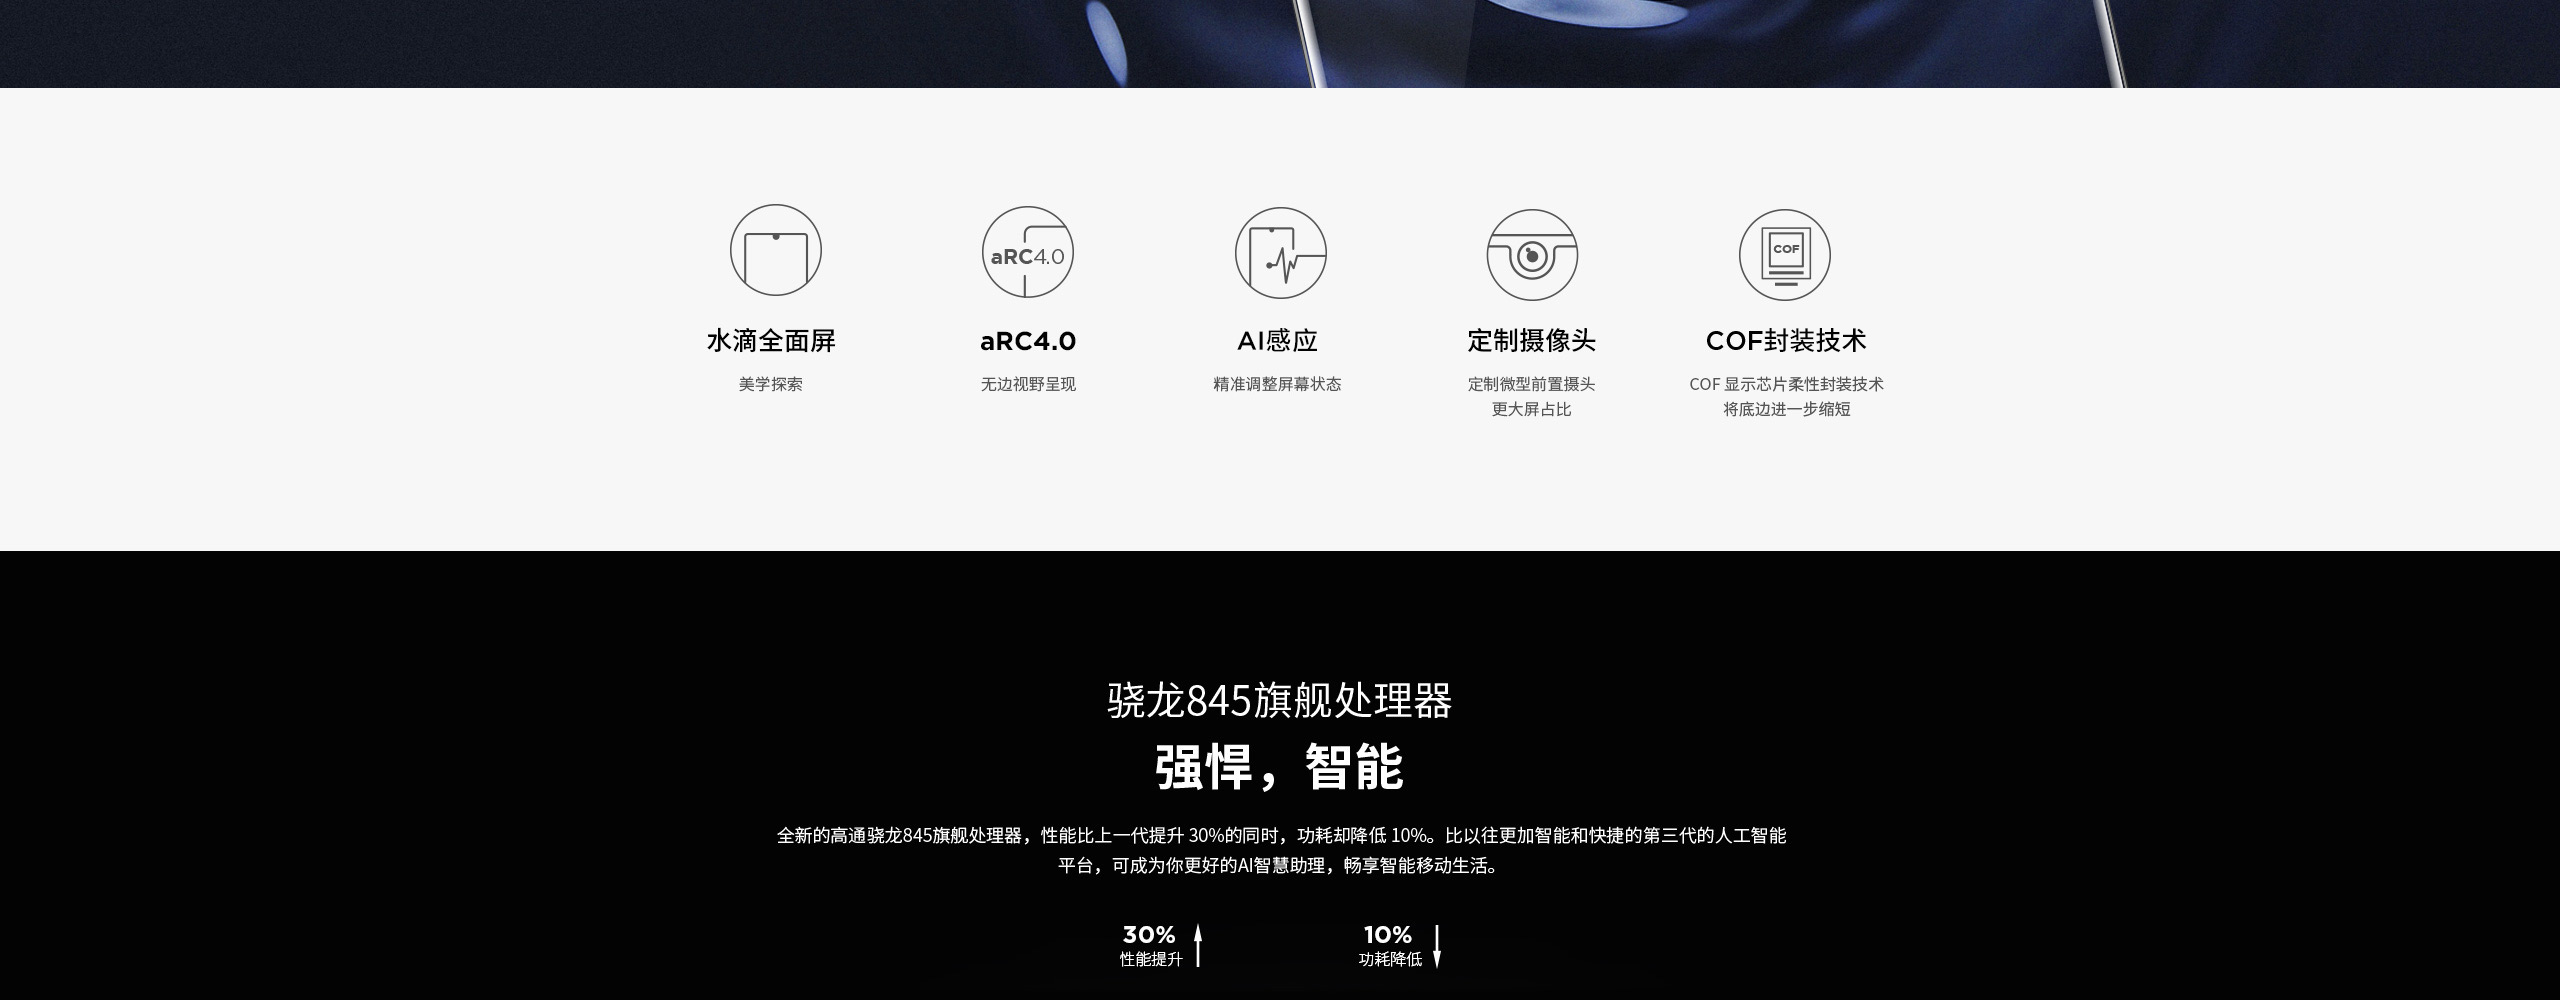 aRC4.0
COF
水滴全面屏
aRC4.0
AI感应
定制摄像头
COF封装技术
美学探索
无边视野呈现
精准调整屏幕状态
定制微型前置摄头
更大屏占比
COF 显示芯片柔性封装技术
将底边进一步缩短
骁龙845旗舰处理器
强悍，智能
全新的高通骁龙845旗舰处理器，性能比上一代提升 30%的同时，功耗却降低 10%。比以往更加智能和快捷的第三代的人工智能
平台，可成为你更好的AI智慧助理，畅享智能移动生活。
30%
性能提升
10%
功耗降低